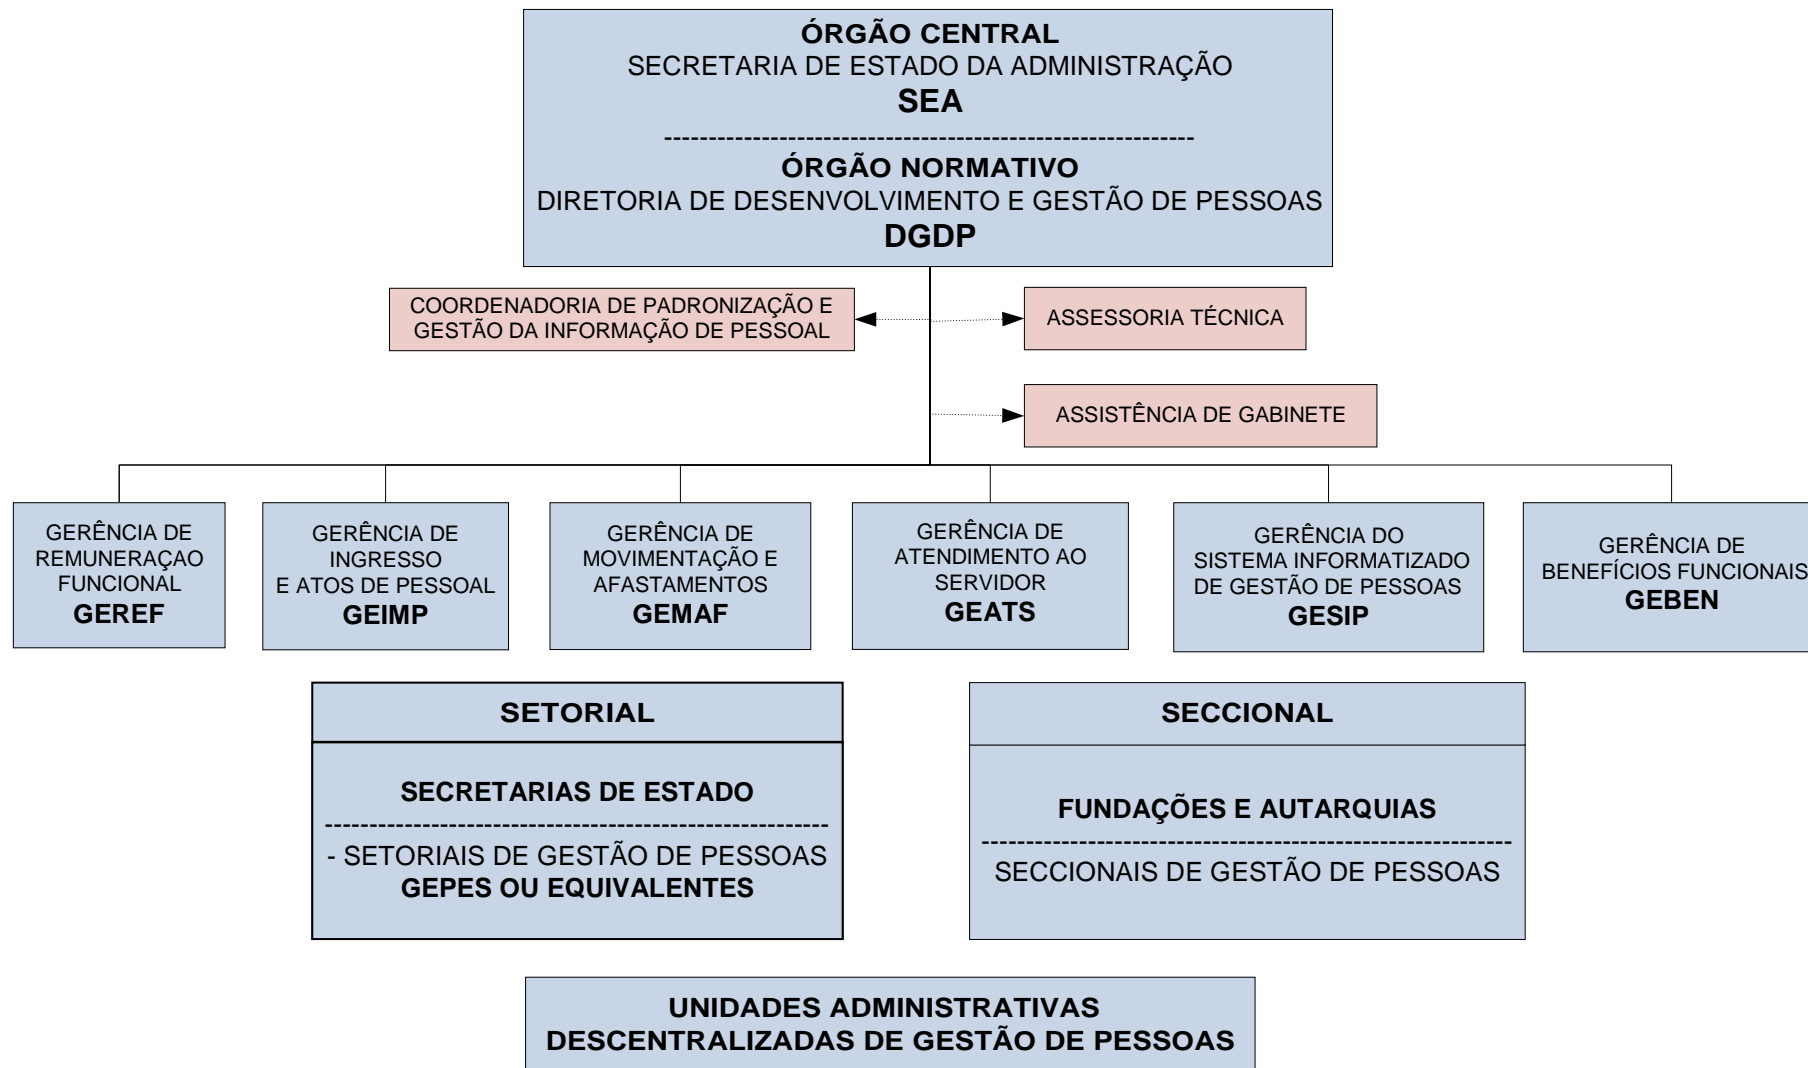 ÓRGÃO CENTRAL
SECRETARIA DE ESTADO DA ADMINISTRAÇÃO
SEA
-----------------------------------------------------------
ÓRGÃO NORMATIVO
DIRETORIA DE DESENVOLVIMENTO E GESTÃO DE PESSOAS
DGDP
COORDENADORIA DE PADRONIZAÇÃO E
GESTÃO DA INFORMAÇÃO DE PESSOAL
ASSESSORIA TÉCNICA
ASSISTÊNCIA DE GABINETE
GERÊNCIA DE
REMUNERAÇAO
FUNCIONAL
GEREF
GERÊNCIA DE
INGRESSO
E ATOS DE PESSOAL
GEIMP
GERÊNCIA DE
MOVIMENTAÇÃO E
AFASTAMENTOS
GEMAF
GERÊNCIA DE
ATENDIMENTO AO
SERVIDOR
GEATS
GERÊNCIA DO
SISTEMA INFORMATIZADO
DE GESTÃO DE PESSOAS
GESIP
GERÊNCIA DE
BENEFÍCIOS FUNCIONAIS
GEBEN
SETORIAL
SECRETARIAS DE ESTADO
--------------------------------------------------------
- SETORIAIS DE GESTÃO DE PESSOAS
GEPES OU EQUIVALENTES
SECCIONAL
FUNDAÇÕES E AUTARQUIAS
-----------------------------------------------------------
SECCIONAIS DE GESTÃO DE PESSOAS
UNIDADES ADMINISTRATIVAS
DESCENTRALIZADAS DE GESTÃO DE PESSOAS